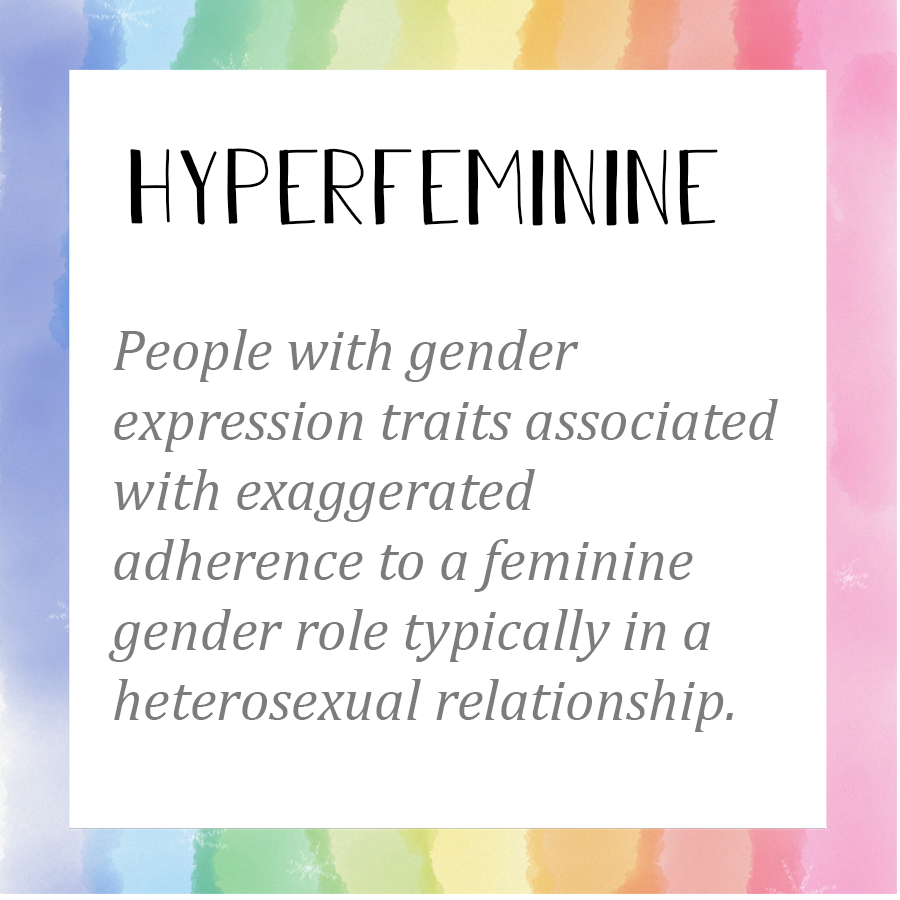 HYPERFEMININE
People with gender
expression traits associated
with exaggerated
adherence to a feminine
gender role typically in a
heterosexual relationship.